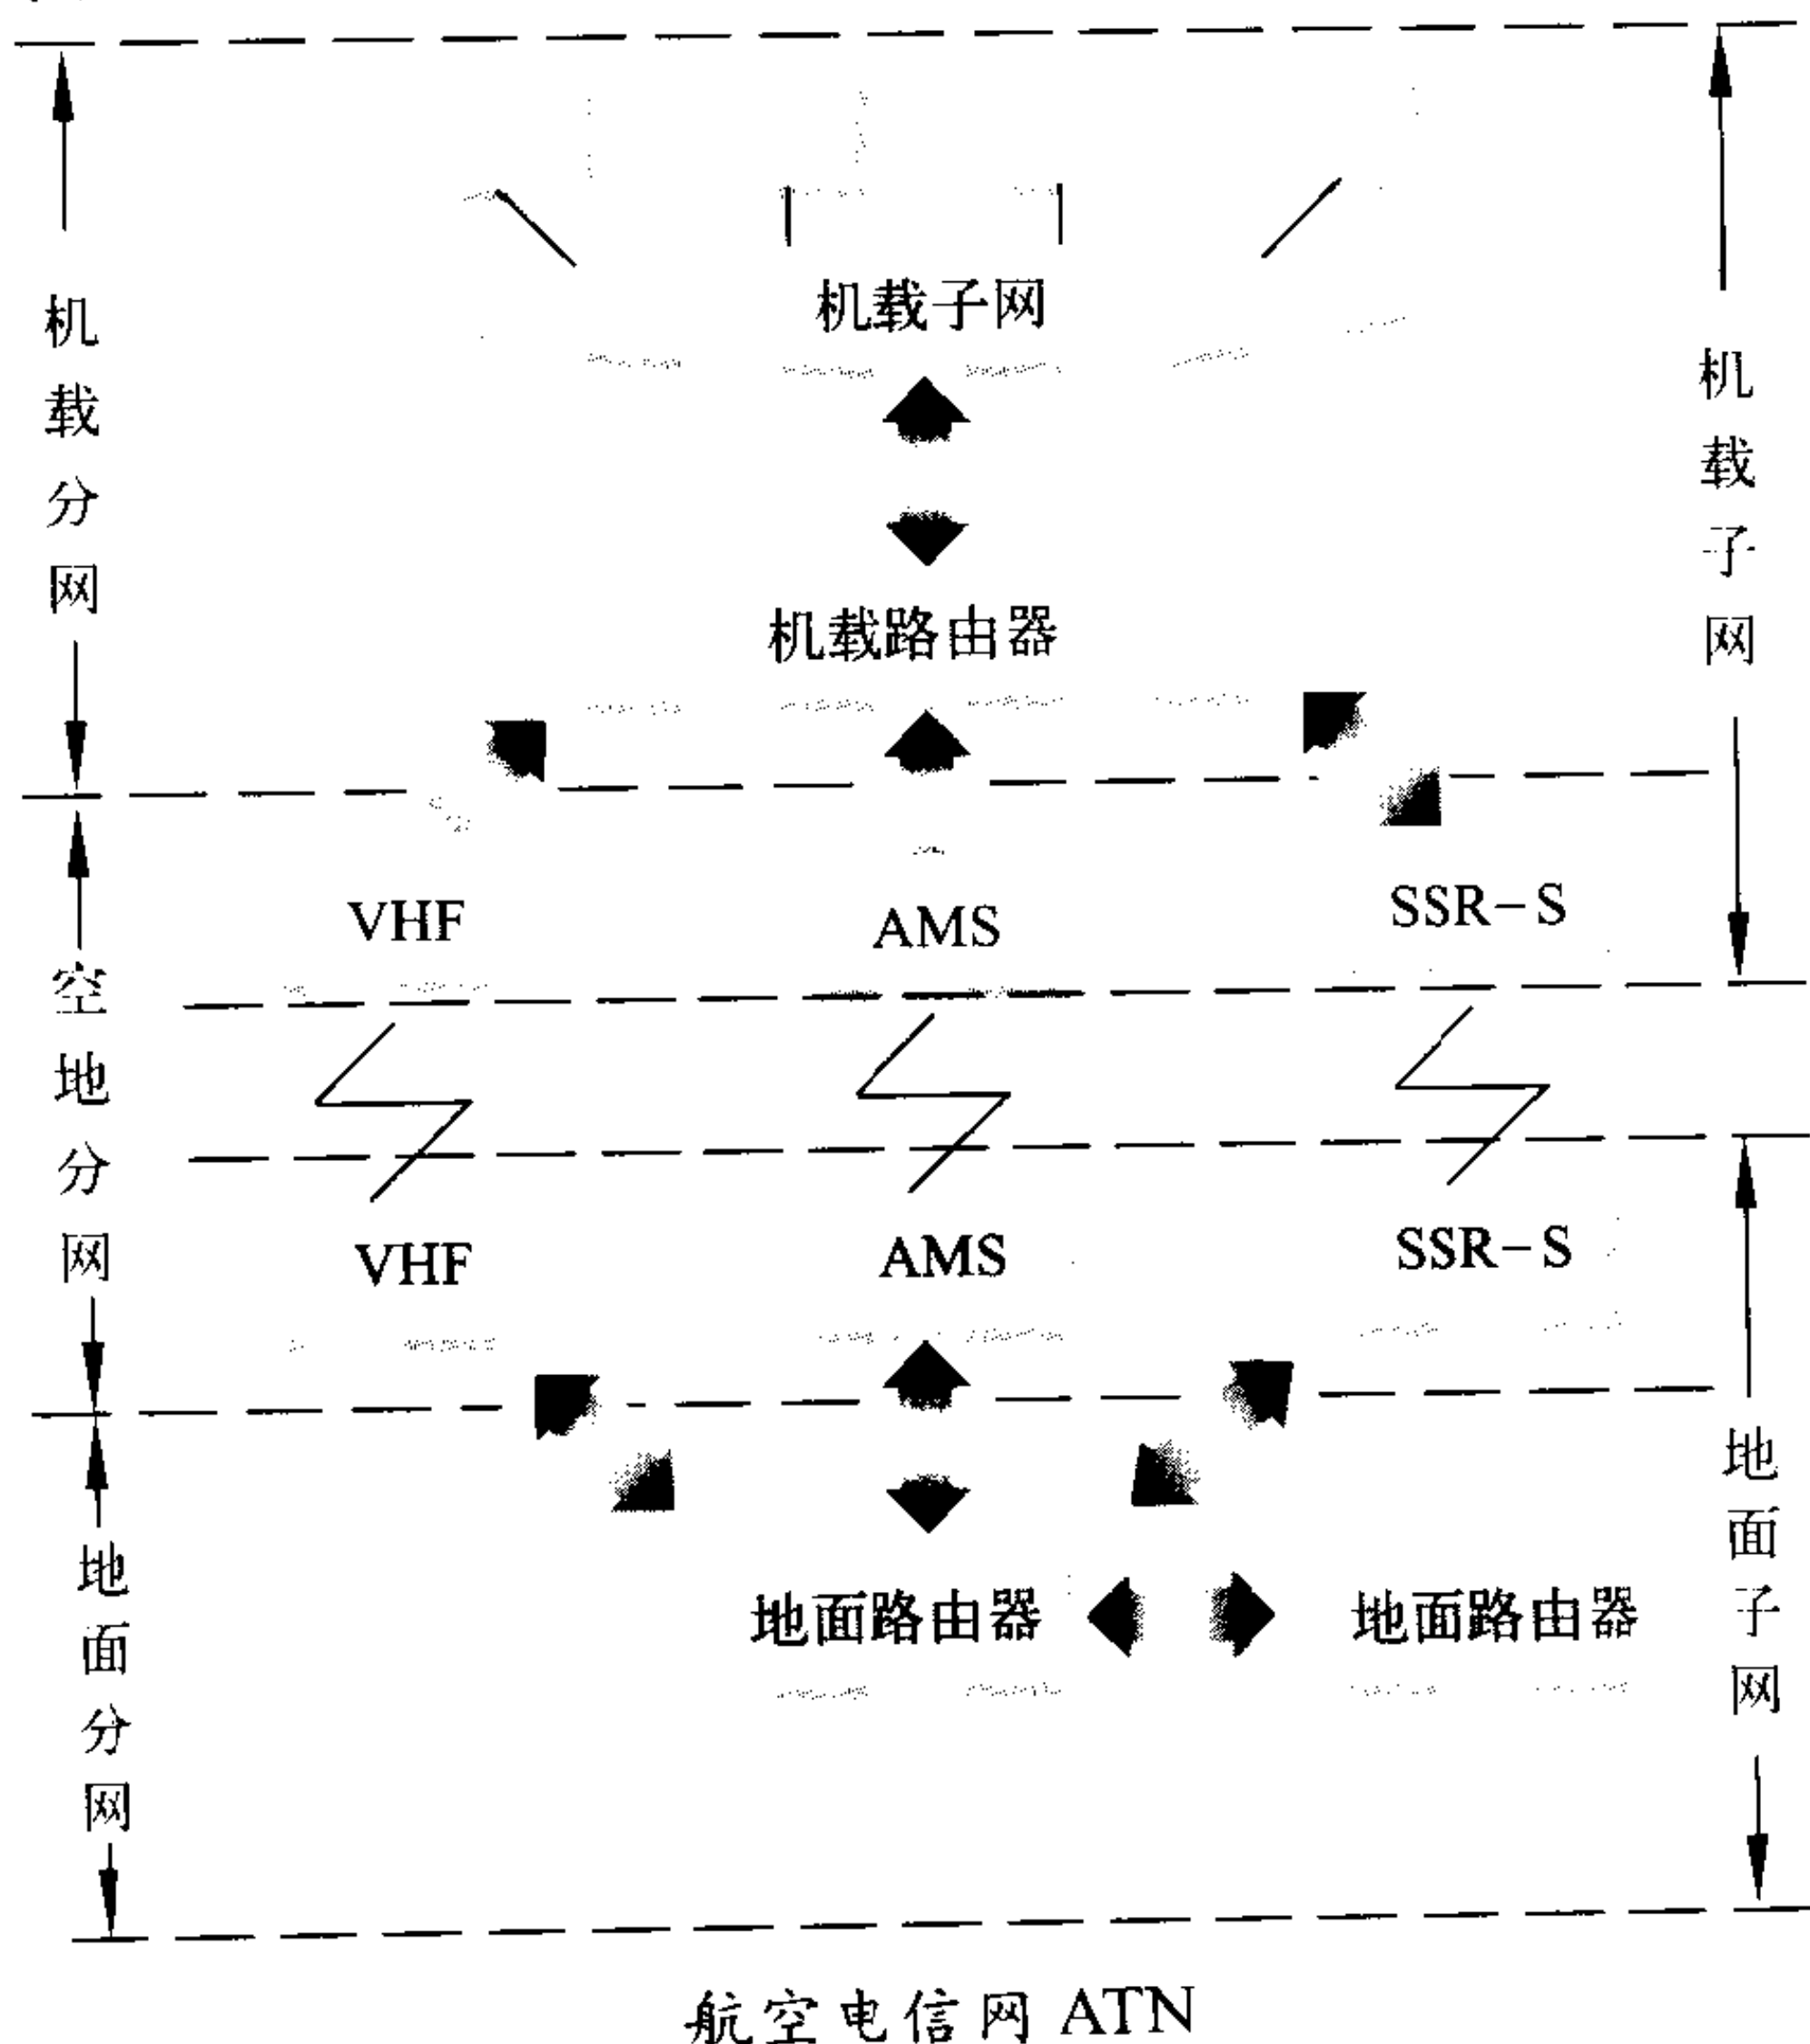 机载分网
机载子网
机载子网
机载路由器
VHF
AMS
SSR-S
空地分网
VHF
AMS
SSR-S
地面分网
地面子网
地面路由器
地面路由器
航空电信网 ATN